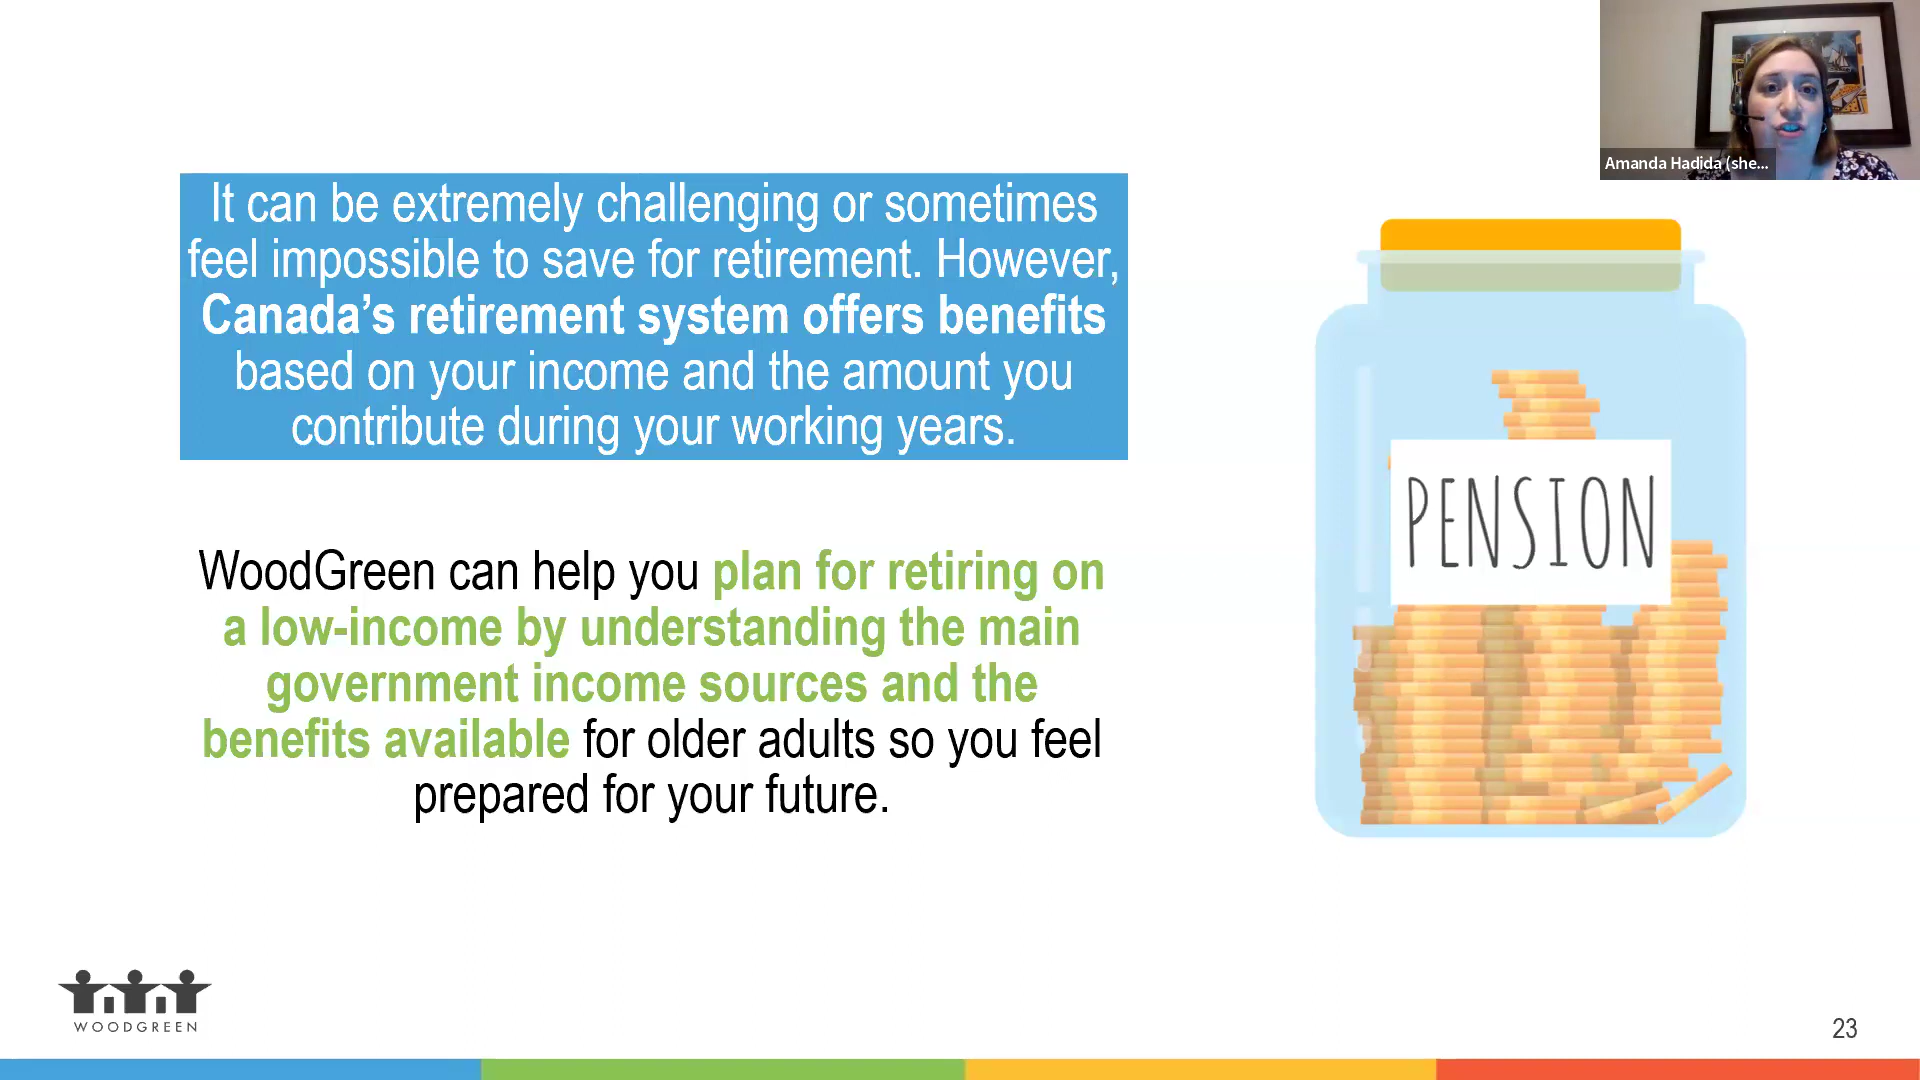 Amanda Hadida (she...
It can be extremely challenging or sometimes
feel impossible to save for retirement. However,
Canada’s retirement system offers benefits
based on your income and the amount you
contribute during your working years.
PENSION
WoodGreen can help you plan for retiring on
a low-income by understanding the main
government income sources and the
benefits available for older adults so you feel
prepared for your future.
WOODGREEN
23